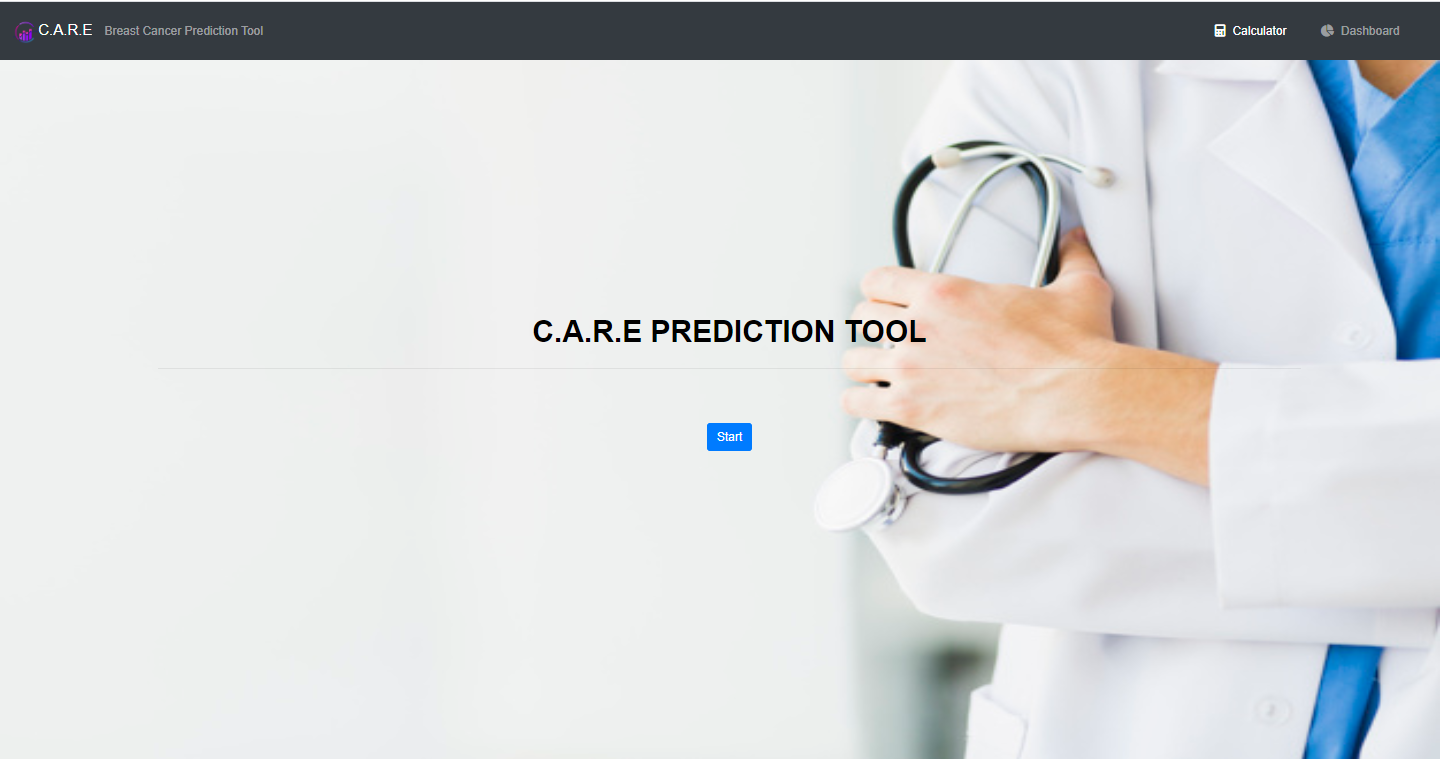 C.A.R.E Breast Cancer Prediction Tool Calculator Dashboard
C.A.R.E PREDICTION TOOL
Start